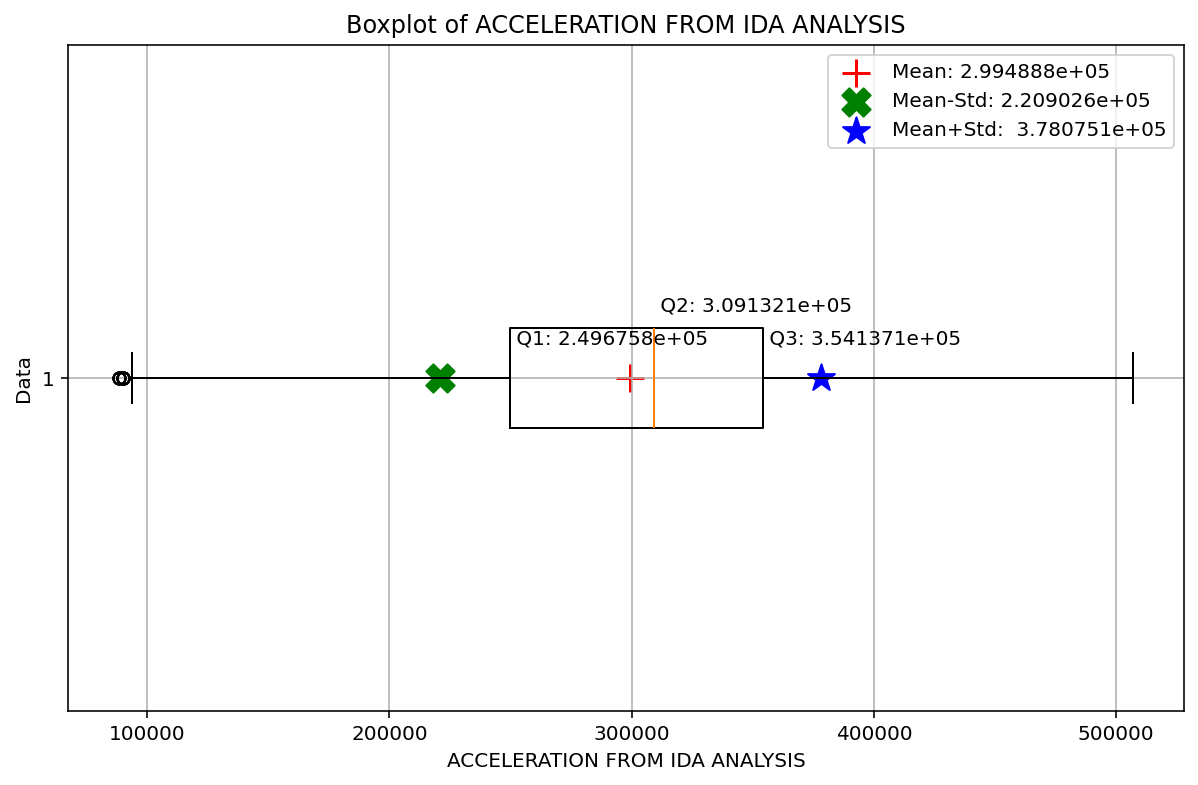 Boxplot of ACCELERATION FROM IDA ANALYSIS
Mean: 2.994888e+05
Mean-Std: 2.209026e+05
Mean+Std:  3.780751e+05
Q2: 3.091321e+05
Q1: 2.496758e+05
Q3: 3.541371e+05
Data
1
100000
200000
300000
400000
500000
ACCELERATION FROM IDA ANALYSIS